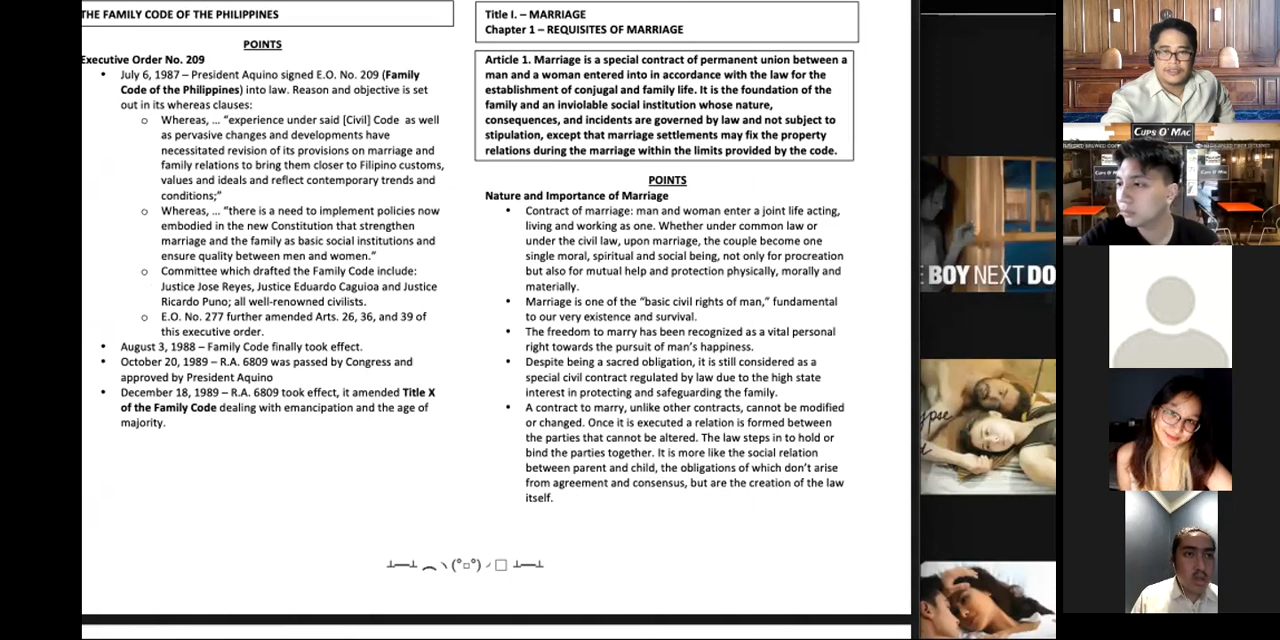 THE FAMILY CODE OF THE PHILIPPINES
POINTS
Executive Order No. 209
• July 6, 1987 – President Aquino signed E.O. No. 209 (Family
Code of the Philippines) into law. Reason and objective is set
out in its whereas clauses:
o Whereas, … “experience under said [Civil] Code as well
as pervasive changes and developments have
necessitated revision of its provisions on marriage and
family relations to bring them closer to Filipino customs,
values and ideals and reflect contemporary trends and
conditions;”
o Whereas, … “there is a need to implement policies now
embodied in the new Constitution that strengthen
marriage and the family as basic social institutions and
ensure quality between men and women.”
o Committee which drafted the Family Code include:
Justice Jose Reyes, Justice Eduardo Caguioa and Justice
Ricardo Puno; all well-renowned civilists.
o E.O. No. 277 further amended Arts. 26, 36, and 39 of
this executive order.
• August 3, 1988 – Family Code finally took effect.
• October 20, 1989 – R.A. 6809 was passed by Congress and
approved by President Aquino
• December 18, 1989 – R.A. 6809 took effect, it amended Title X
of the Family Code dealing with emancipation and the age of
majority.
Title I. – MARRIAGE
Chapter 1 – REQUISITES OF MARRIAGE
Article 1. Marriage is a special contract of permanent union between a
man and a woman entered into in accordance with the law for the
establishment of conjugal and family life. It is the foundation of the
family and an inviolable social institution whose nature,
consequences, and incidents are governed by law and not subject to
stipulation, except that marriage settlements may fix the property
relations during the marriage within the limits provided by the code.
POINTS
Nature and Importance of Marriage
• Contract of marriage: man and woman enter a joint life acting,
living and working as one. Whether under common law or
under the civil law, upon marriage, the couple become one
single moral, spiritual and social being, not only for procreation
but also for mutual help and protection physically, morally and
materially.
• Marriage is one of the “basic civil rights of man,” fundamental
to our very existence and survival.
• The freedom to marry has been recognized as a vital personal
right towards the pursuit of man’s happiness.
• Despite being a sacred obligation, it is still considered as a
special civil contract regulated by law due to the high state
interest in protecting and safeguarding the family.
• A contract to marry, unlike other contracts, cannot be modified
or changed. Once it is executed a relation is formed between
the parties that cannot be altered. The law steps in to hold or
bind the parties together. It is more like the social relation
between parent and child, the obligations of which don’t arise
from agreement and consensus, but are the creation of the law
itself.
┻━┻ ︵ ヽ(°□°)ノ ︵ ┻━┻
BOY NEXT DO
CUPS O' MAC